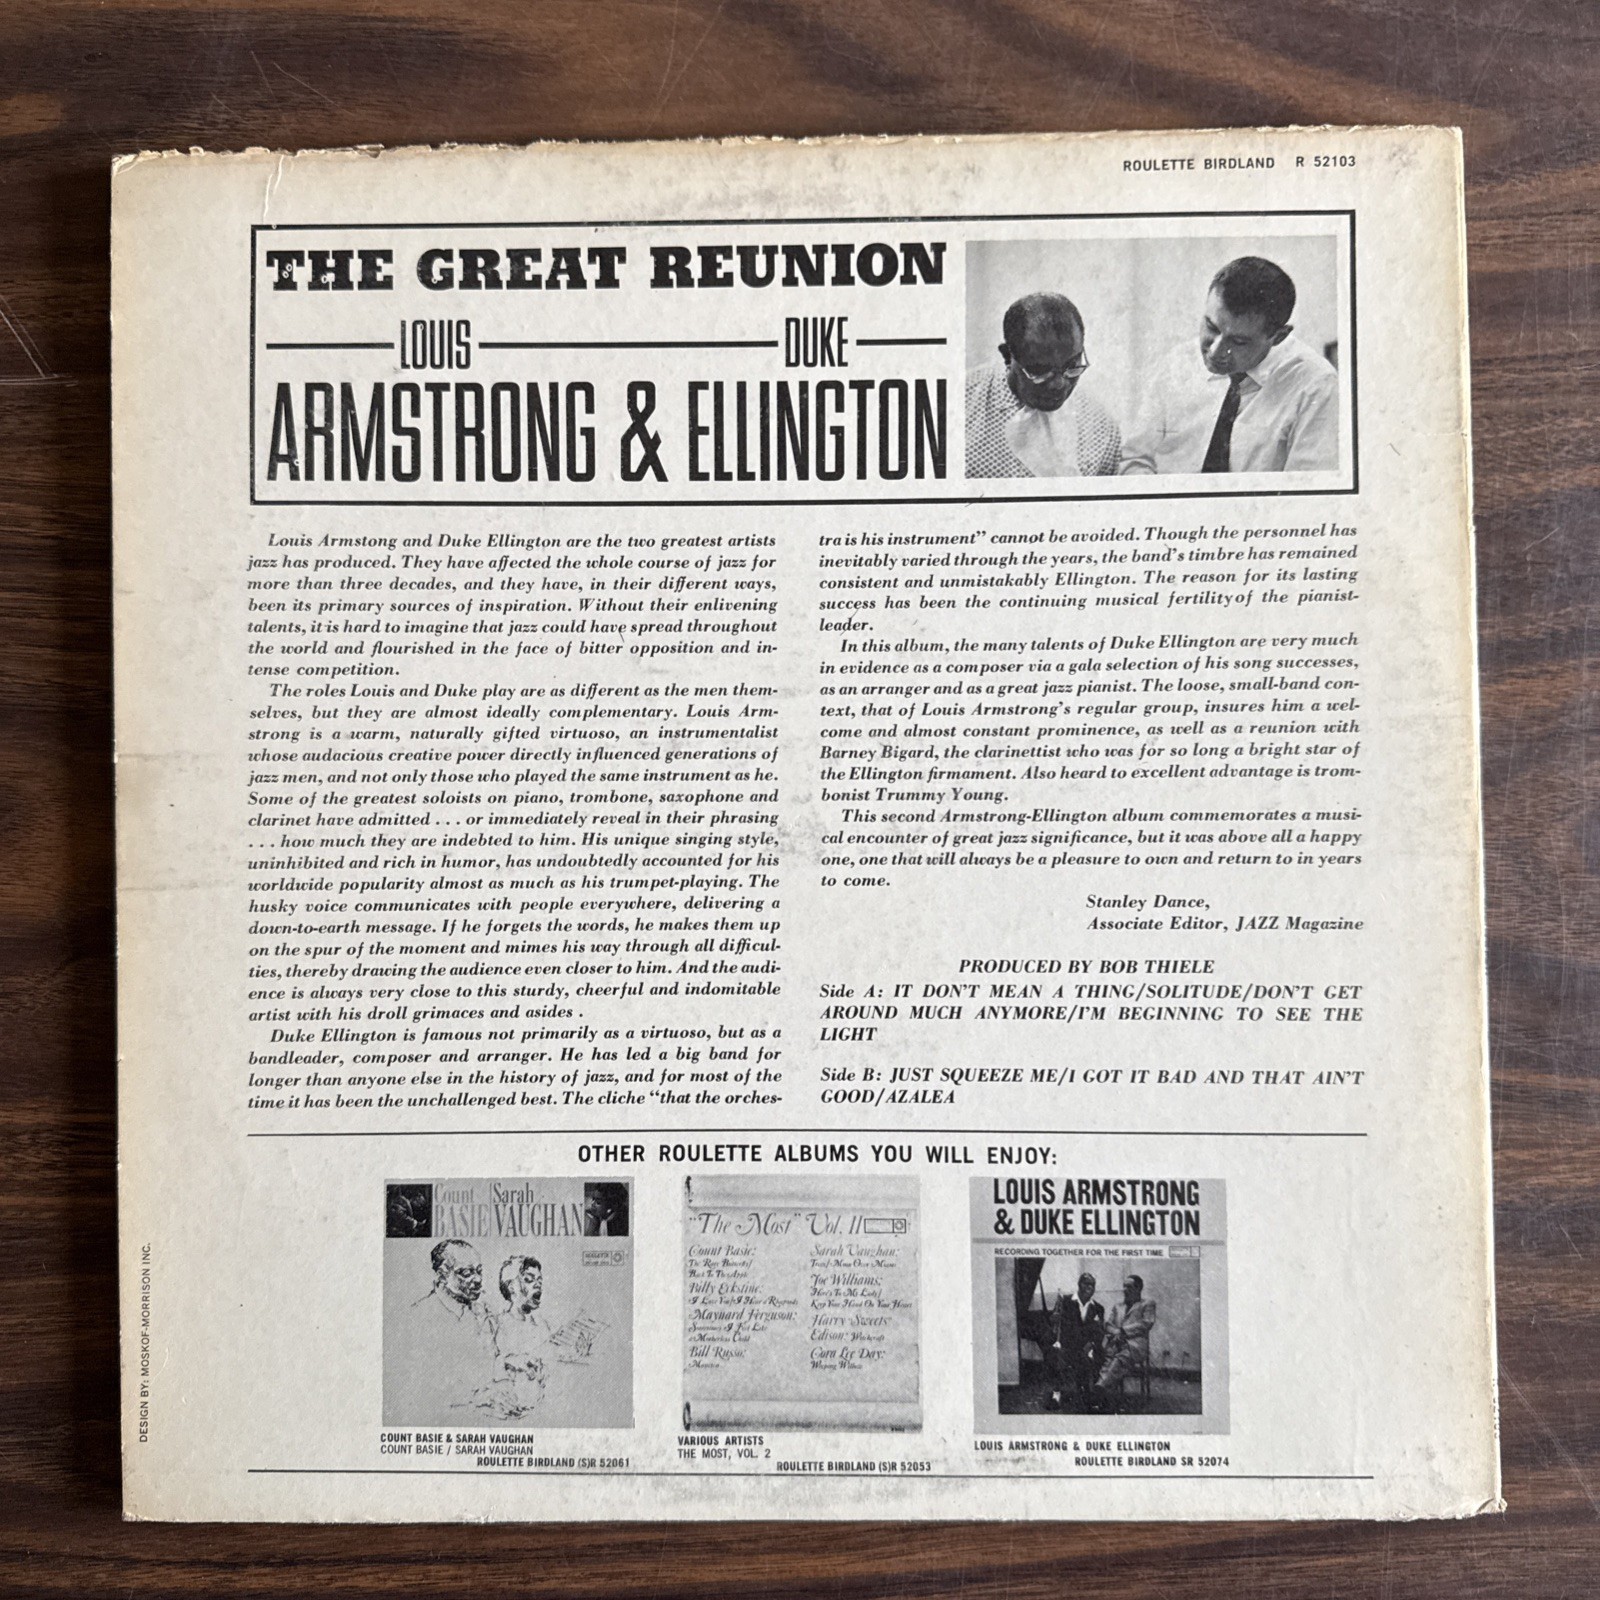 ROULETTE BIRDLAND R 52103
THE GREAT REUNION
LOUIS DUKE
ARMSTRONG & ELLINGTON
Louis Armstong and Duke Ellington are the two greatest artists
jazz has produced. They have affected the whole course of jazz for
more than three decades, and they have, in their different ways,
been its primary sources of inspiration. Without their enlivening
talents, it is hard to imagine that jazz could have spread throughout
the world and flourished in the face of bitter opposition and in-
tense competition.
The roles Louis and Duke play are as different as the men them-
selves, but they are almost ideally complementary. Louis Arm-
strong is a warm, naturally gifted virtuoso, an instrumentalist
whose audacious creative power directly influenced generations of
jazz men, and not only those who played the same instrument as he.
Some of the greatest soloists on piano, trombone, saxophone and
clarinet have admitted . . . or immediately reveal in their phrasing
. . . how much they are indebted to him. His unique singing style,
uninhibited and rich in humor, has undoubtedly accounted for his
worldwide popularity almost as much as his trumpet-playing. The
husky voice communicates with people everywhere, delivering a
down-to-earth message. If he forgets the words, he makes them up
on the spur of the moment and mimes his way through all difficul-
ties, thereby drawing the audience even closer to him. And the audi-
ence is always very close to this sturdy, cheerful and indomitable
artist with his droll grimaces and asides .
Duke Ellington is famous not primarily as a virtuoso, but as a
bandleader, composer and arranger. He has led a big band for
longer than anyone else in the history of jazz, and for most of the
time it has been the unchallenged best. The cliche "that the orches-
tra is his instrument" cannot be avoided. Though the personnel has
inevitably varied through the years, the band's timbre has remained
consistent and unmistakably Ellington. The reason for its lasting
success has been the continuing musical fertility of the pianist-
leader.
In this album, the many talents of Duke Ellington are very much
in evidence as a composer via a gala selection of his song successes,
as an arranger and as a great jazz pianist. The loose, small-band con-
text, that of Louis Armstrong's regular group, insures him a wel-
come and almost constant prominence, as well as a reunion with
Barney Bigard, the clarinettist who was for so long a bright star of
the Ellington firmament. Also heard to excellent advantage is trom-
bonist Trummy Young.
This second Armstrong-Ellington album commemorates a musi-
cal encounter of great jazz significance, but it was above all a happy
one, one that will always be a pleasure to own and return to in years
to come.
Stanley Dance,
Associate Editor, JAZZ Magazine
PRODUCED BY BOB THIELE
Side A: IT DON'T MEAN A THING/SOLITUDE/DON'T GET
AROUND MUCH ANYMORE/I'M BEGINNING TO SEE THE
LIGHT
Side B: JUST SQUEEZE ME/I GOT IT BAD AND THAT AIN'T
GOOD/AZALEA
OTHER ROULETTE ALBUMS YOU WILL ENJOY:
Count Sarah
BASIE VAUGHAN
COUNT BASIE & SARAH VAUGHAN
COUNT BASIE / SARAH VAUGHAN
ROULETTE BIRDLAND (S)R 52061
"The Most" Vol. II
Count Basie:
Billy Eckstine:
Maynard Ferguson:
Bill Russo:
Sarah Vaughan:
Joe Williams:
Keep Your Hand On Your Heart
Harry Sweets
Edison:
Cora Lee Day:
VARIOUS ARTISTS
THE MOST, VOL. 2
ROULETTE BIRDLAND (S)R 52053
LOUIS ARMSTRONG
& DUKE ELLINGTON
RECORDING TOGETHER FOR THE FIRST TIME
LOUIS ARMSTRONG & DUKE ELLINGTON
ROULETTE BIRDLAND SR 52074
DESIGN BY: MOSKOF-MORRISON INC.